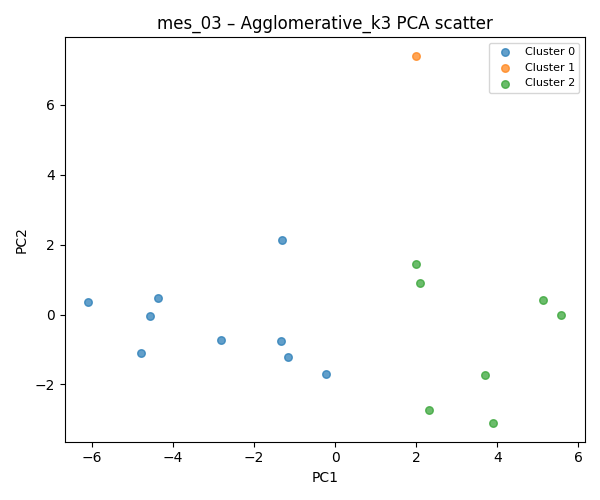 mes_03 – Agglomerative_k3 PCA scatter
Cluster 0
Cluster 1
Cluster 2
PC2
6
4
2
0
−2
−6
−4
−2
0
2
4
6
PC1